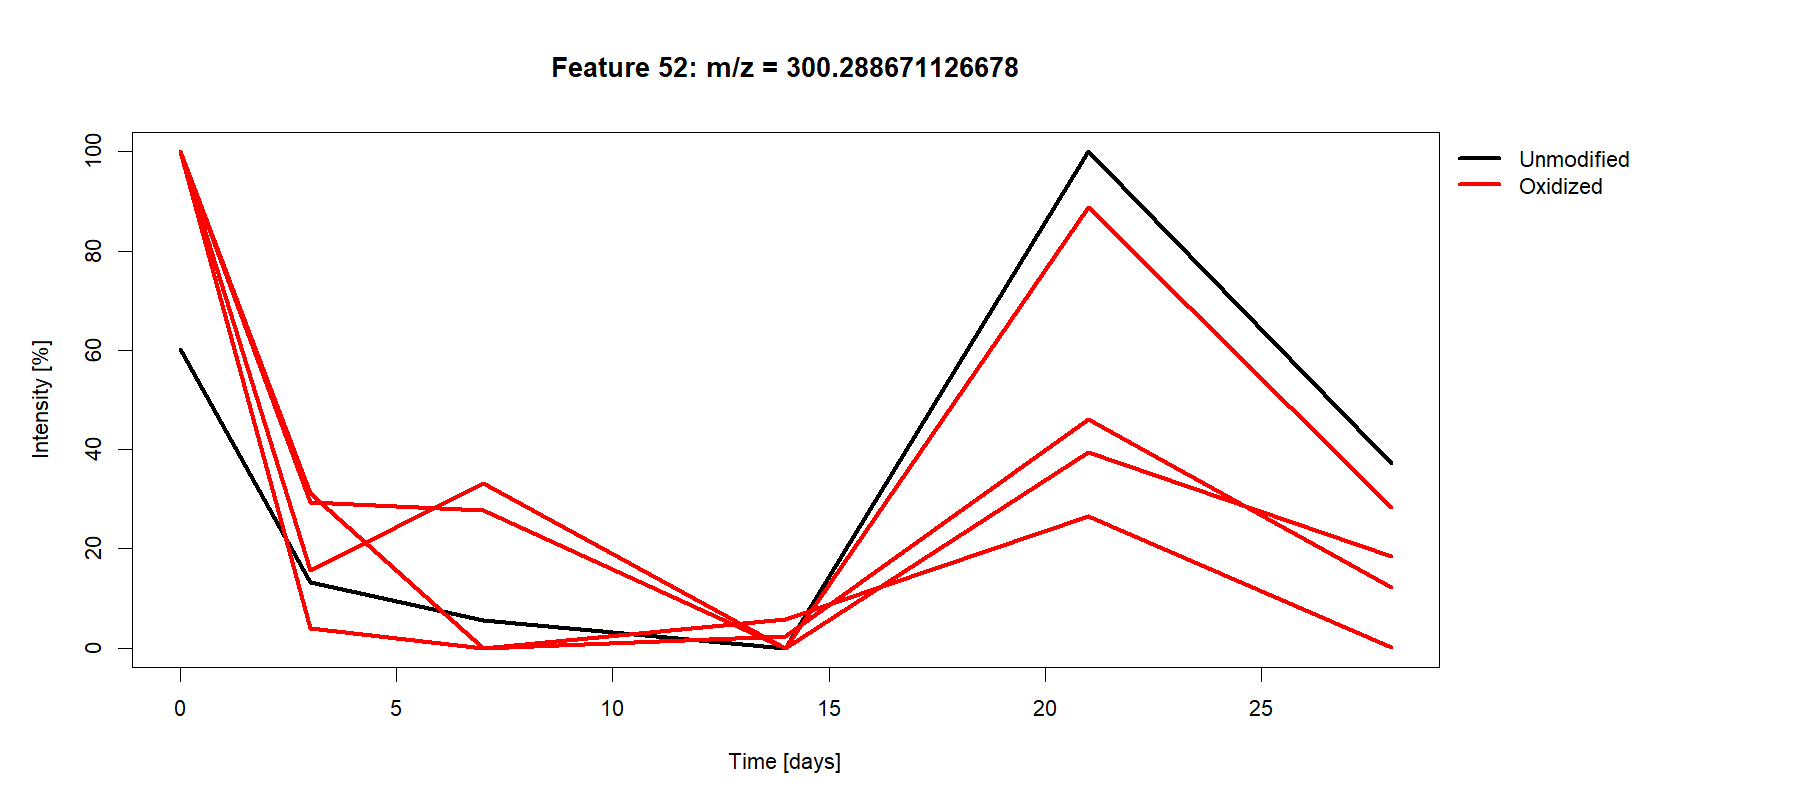 Feature 52: m/z = 300.288671126678
Unmodified
Oxidized
Intensity [%]
100
80
60
40
20
0
0 5 10 15 20 25
Time [days]